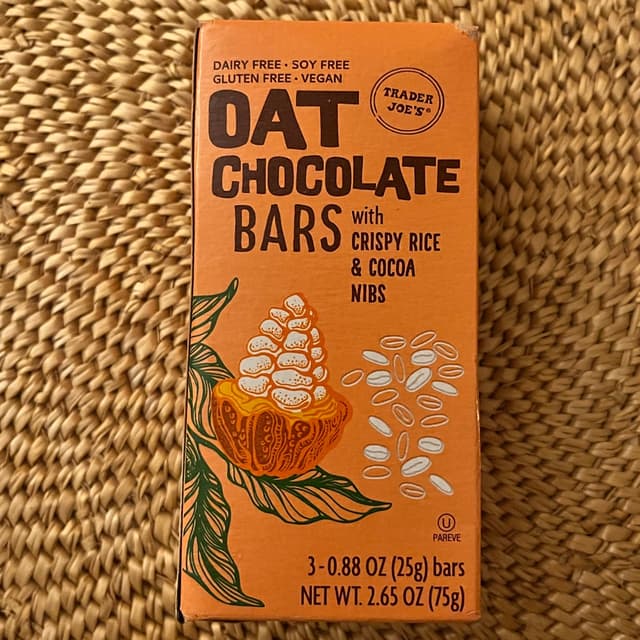 DAIRY FREE · SOY FREE
GLUTEN FREE · VEGAN
TRADER
JOE'S®
OAT
CHOCOLATE
BARS with
CRISPY RICE
& COCOA
NIBS
U
PAREVE
3 - 0.88 OZ (25g) bars
NET WT. 2.65 OZ (75g)